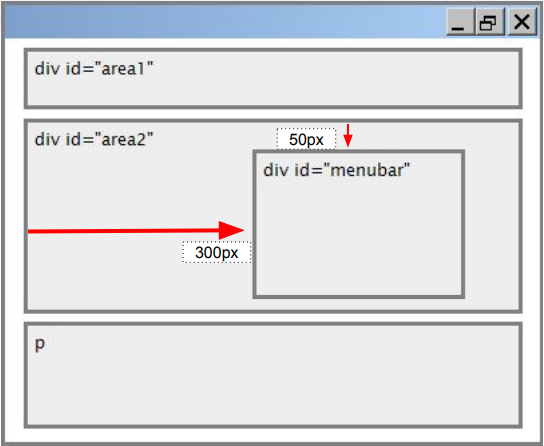 div id="area1"
div id="area2"
50px
div id="menubar"
300px
p